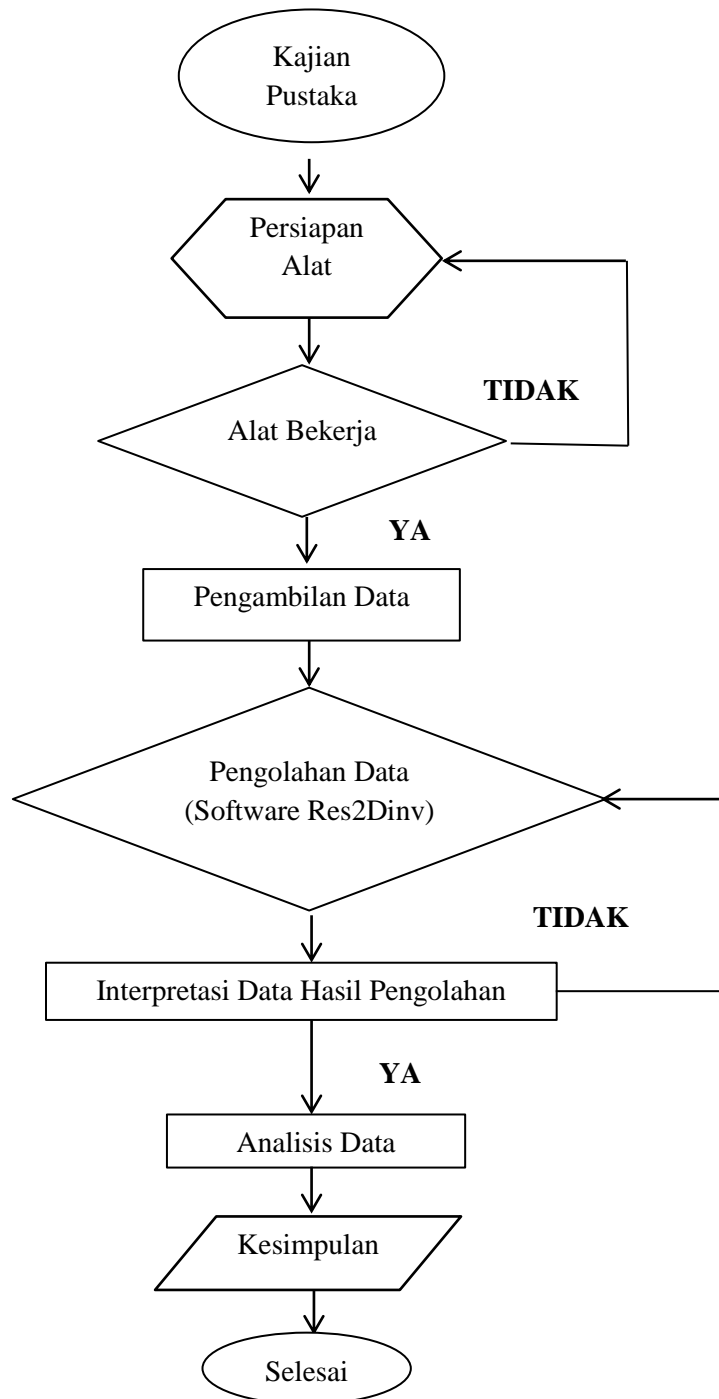 Kajian
Pustaka
Persiapan
Alat
TIDAK
Alat Bekerja
YA
Pengambilan Data
Pengolahan Data
(Software Res2Dinv)
TIDAK
Interpretasi Data Hasil Pengolahan
YA
Analisis Data
Kesimpulan
Selesai